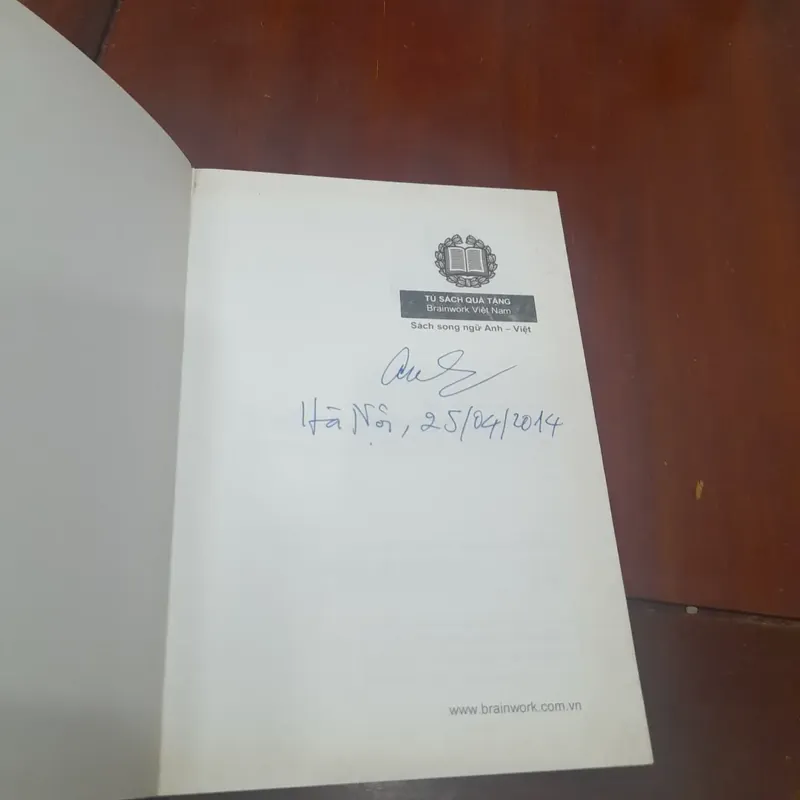 TỦ SÁCH QUÀ TẶNG
Brainwork Việt Nam
Sách song ngữ Anh – Việt
Hà Nội, 25/04/2014
www.brainwork.com.vn